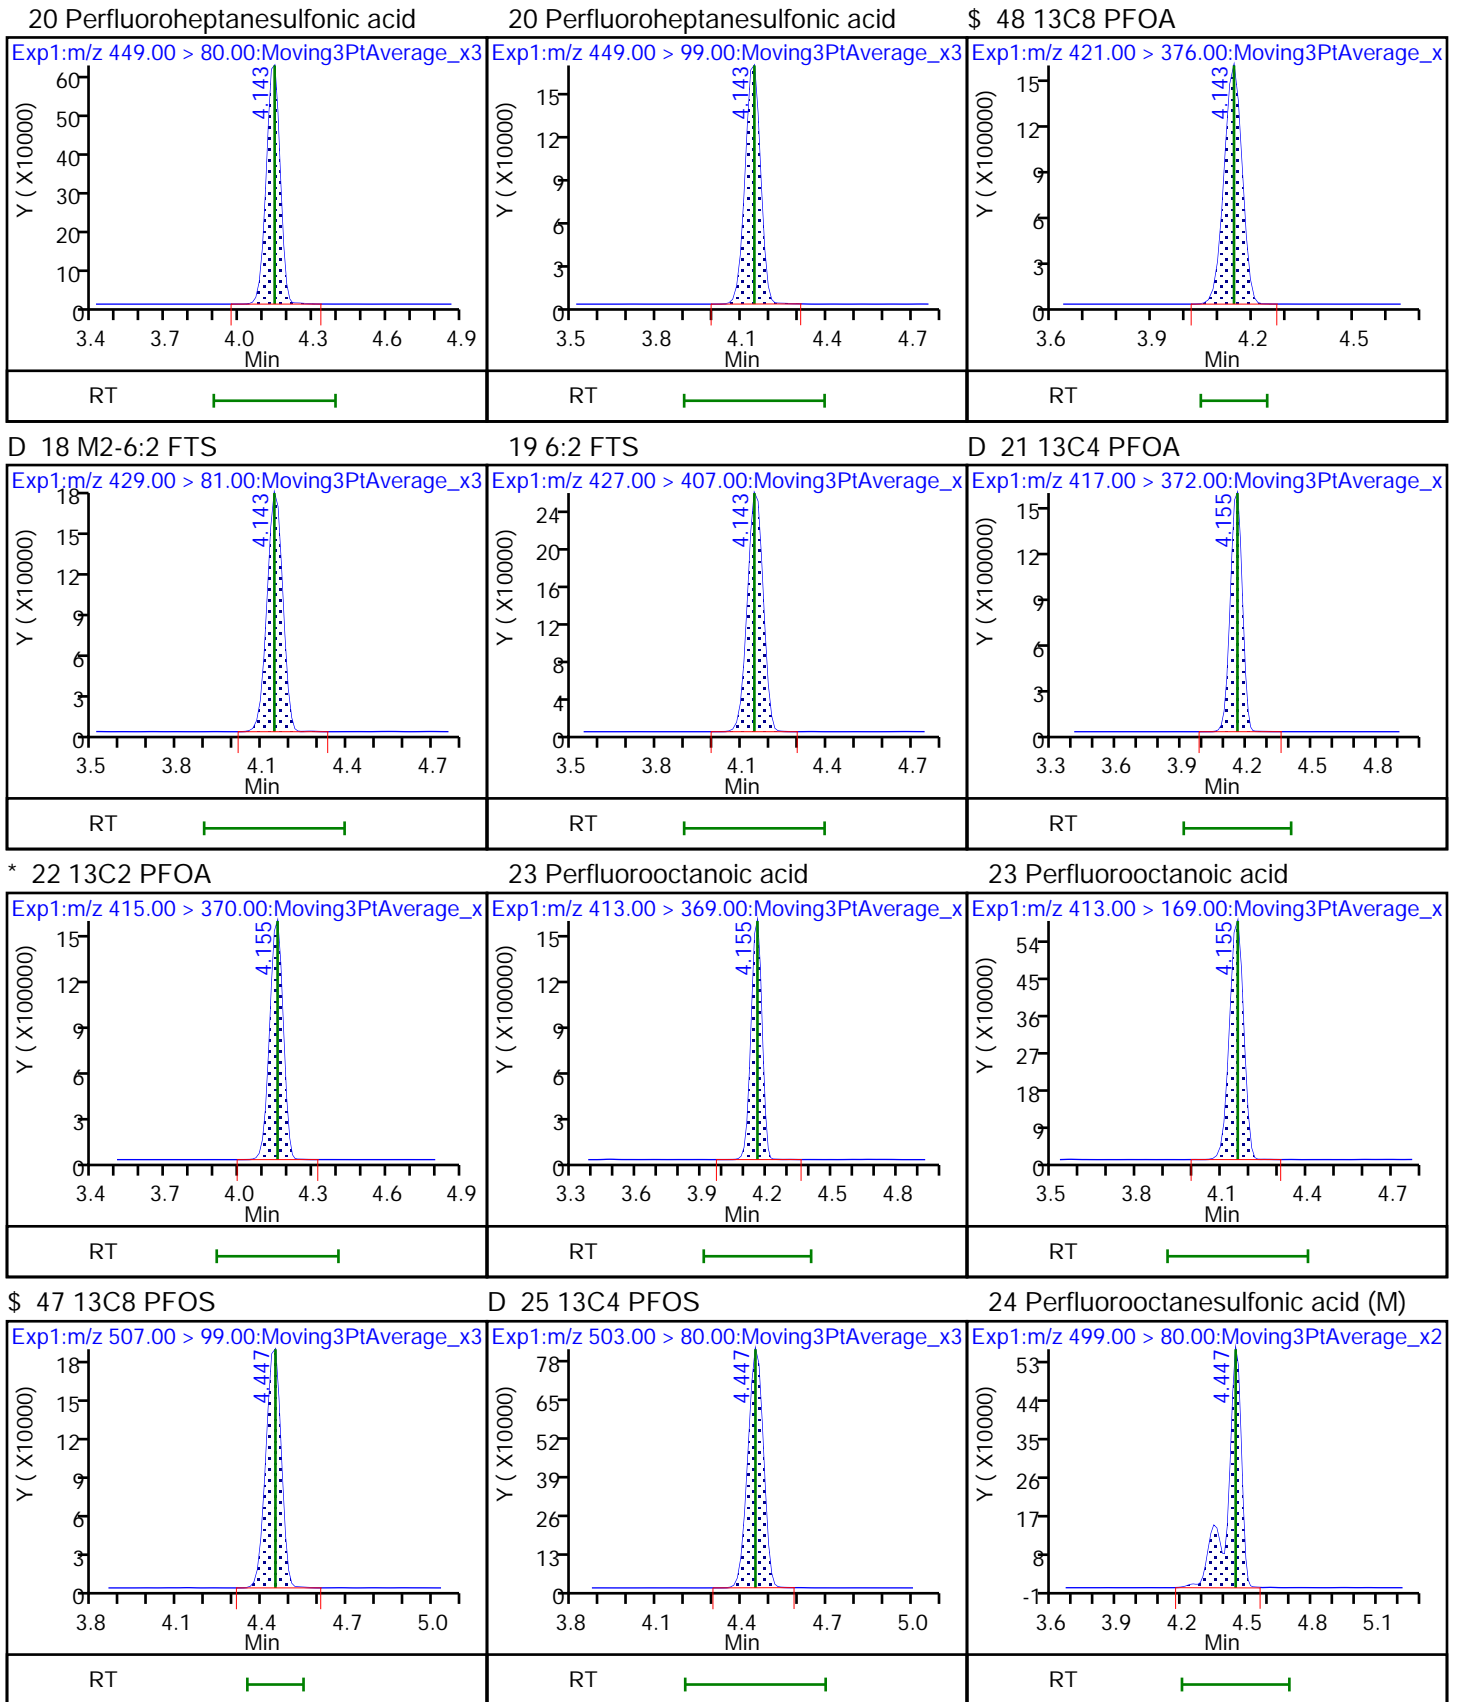 20 Perfluoroheptanesulfonic acid
Exp1:m/z 449.00 > 80.00:Moving3PtAverage_x3
4.143
Y ( X10000)
60
50
40
30
20
10
0
3.4 3.7 4.0 4.3 4.6 4.9
Min
RT
20 Perfluoroheptanesulfonic acid
Exp1:m/z 449.00 > 99.00:Moving3PtAverage_x3
4.143
Y ( X10000)
15
12
9
6
3
0
3.5 3.8 4.1 4.4 4.7
Min
RT
$ 48 13C8 PFOA
Exp1:m/z 421.00 > 376.00:Moving3PtAverage_x
4.143
Y ( X100000)
15
12
9
6
3
0
3.6 3.9 4.2 4.5
Min
RT
D 18 M2-6:2 FTS
Exp1:m/z 429.00 > 81.00:Moving3PtAverage_x3
4.143
Y ( X10000)
18
15
12
9
6
3
0
3.5 3.8 4.1 4.4 4.7
Min
RT
19 6:2 FTS
Exp1:m/z 427.00 > 407.00:Moving3PtAverage_x
4.143
Y ( X10000)
24
20
16
12
8
4
0
3.5 3.8 4.1 4.4 4.7
Min
RT
D 21 13C4 PFOA
Exp1:m/z 417.00 > 372.00:Moving3PtAverage_x
4.155
Y ( X100000)
15
12
9
6
3
0
3.3 3.6 3.9 4.2 4.5 4.8
Min
RT
* 22 13C2 PFOA
Exp1:m/z 415.00 > 370.00:Moving3PtAverage_x
4.155
Y ( X100000)
15
12
9
6
3
0
3.4 3.7 4.0 4.3 4.6 4.9
Min
RT
23 Perfluorooctanoic acid
Exp1:m/z 413.00 > 369.00:Moving3PtAverage_x
4.155
Y ( X100000)
15
12
9
6
3
0
3.3 3.6 3.9 4.2 4.5 4.8
Min
RT
23 Perfluorooctanoic acid
Exp1:m/z 413.00 > 169.00:Moving3PtAverage_x
4.155
Y ( X10000)
54
45
36
27
18
9
0
3.5 3.8 4.1 4.4 4.7
Min
RT
$ 47 13C8 PFOS
Exp1:m/z 507.00 > 99.00:Moving3PtAverage_x3
4.447
Y ( X10000)
18
15
12
9
6
3
0
3.8 4.1 4.4 4.7 5.0
Min
RT
D 25 13C4 PFOS
Exp1:m/z 503.00 > 80.00:Moving3PtAverage_x3
4.447
Y ( X10000)
78
65
52
39
26
13
0
3.8 4.1 4.4 4.7 5.0
Min
RT
24 Perfluorooctanesulfonic acid (M)
Exp1:m/z 499.00 > 80.00:Moving3PtAverage_x2
4.447
Y ( X10000)
53
44
35
26
17
8
-1
3.6 3.9 4.2 4.5 4.8 5.1
Min
RT